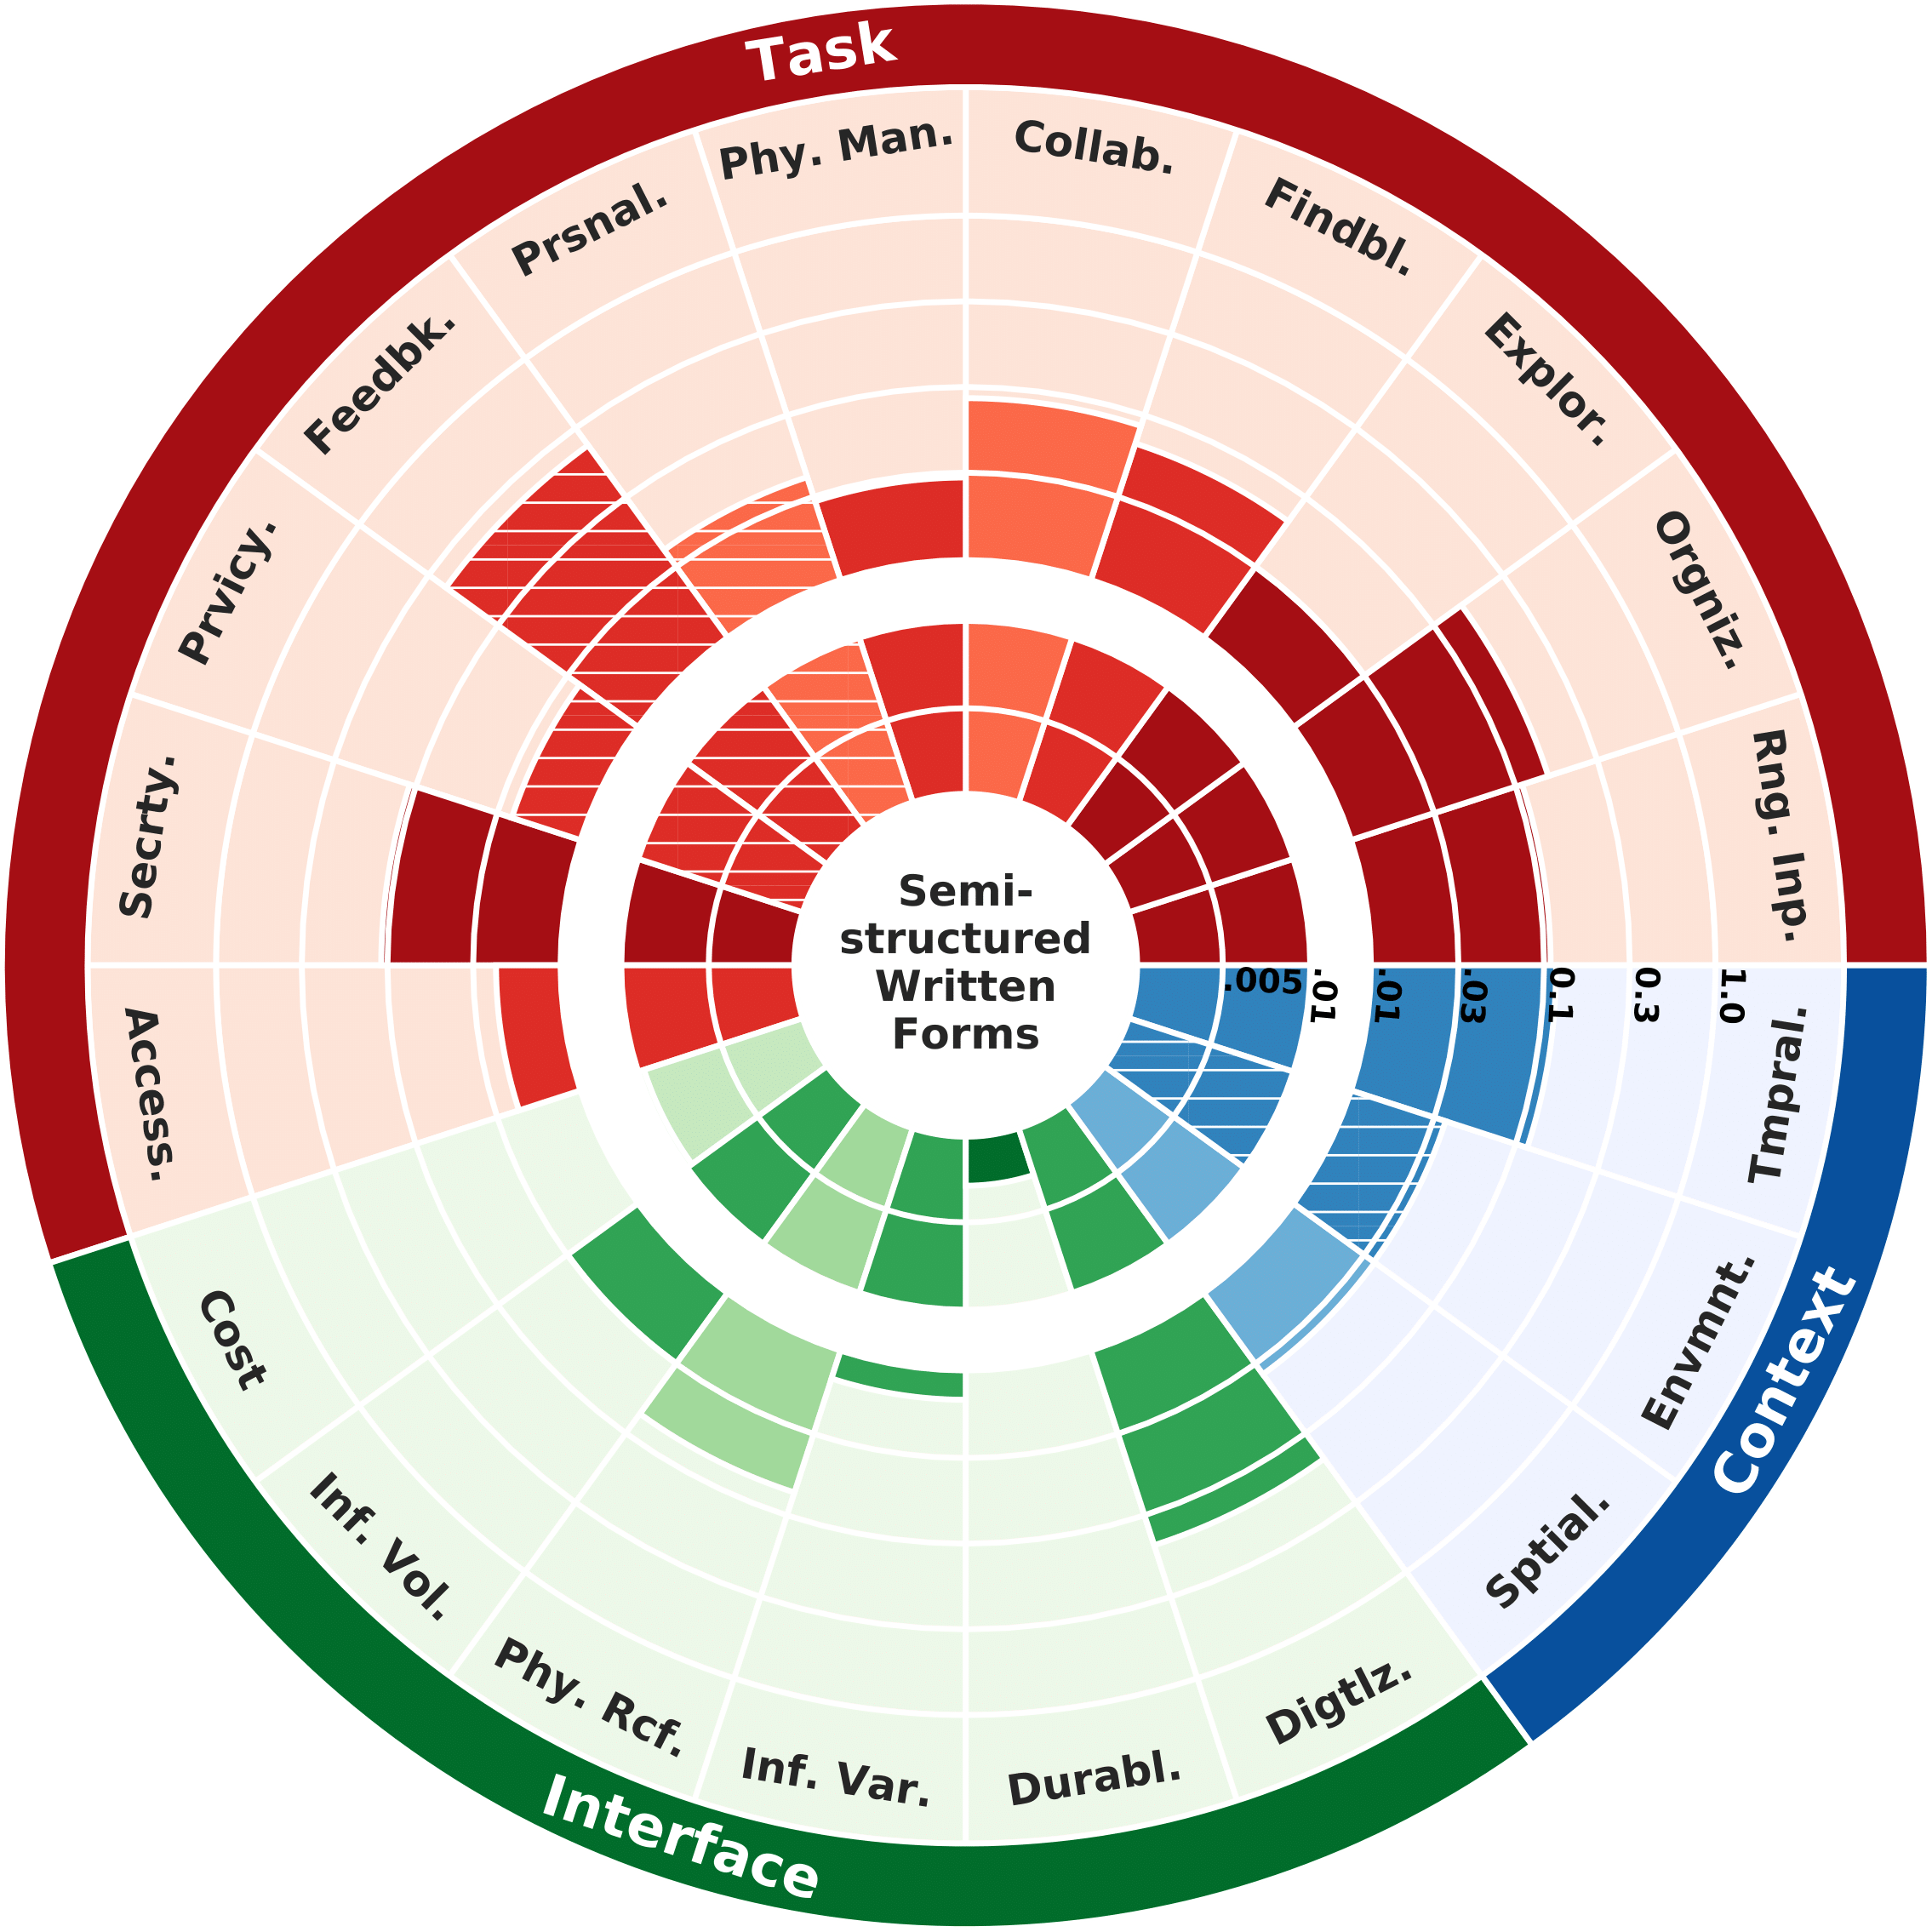 Task
Phy. Man.
Collab.
Findbl.
Explor.
Orgniz.
Rng. Inp.
Prsnal.
Feedbk.
Prvicy.
Secrty.
Access.
Semi-
structured
Written
Forms
.005
.01
.01
.03
0.1
0.3
1.0
Tmpral.
Envmnt.
Sptial.
Context
Cost
Inf. Vol.
Phy. Rcf.
Inf. Var.
Durabl.
Digtlz.
Interface